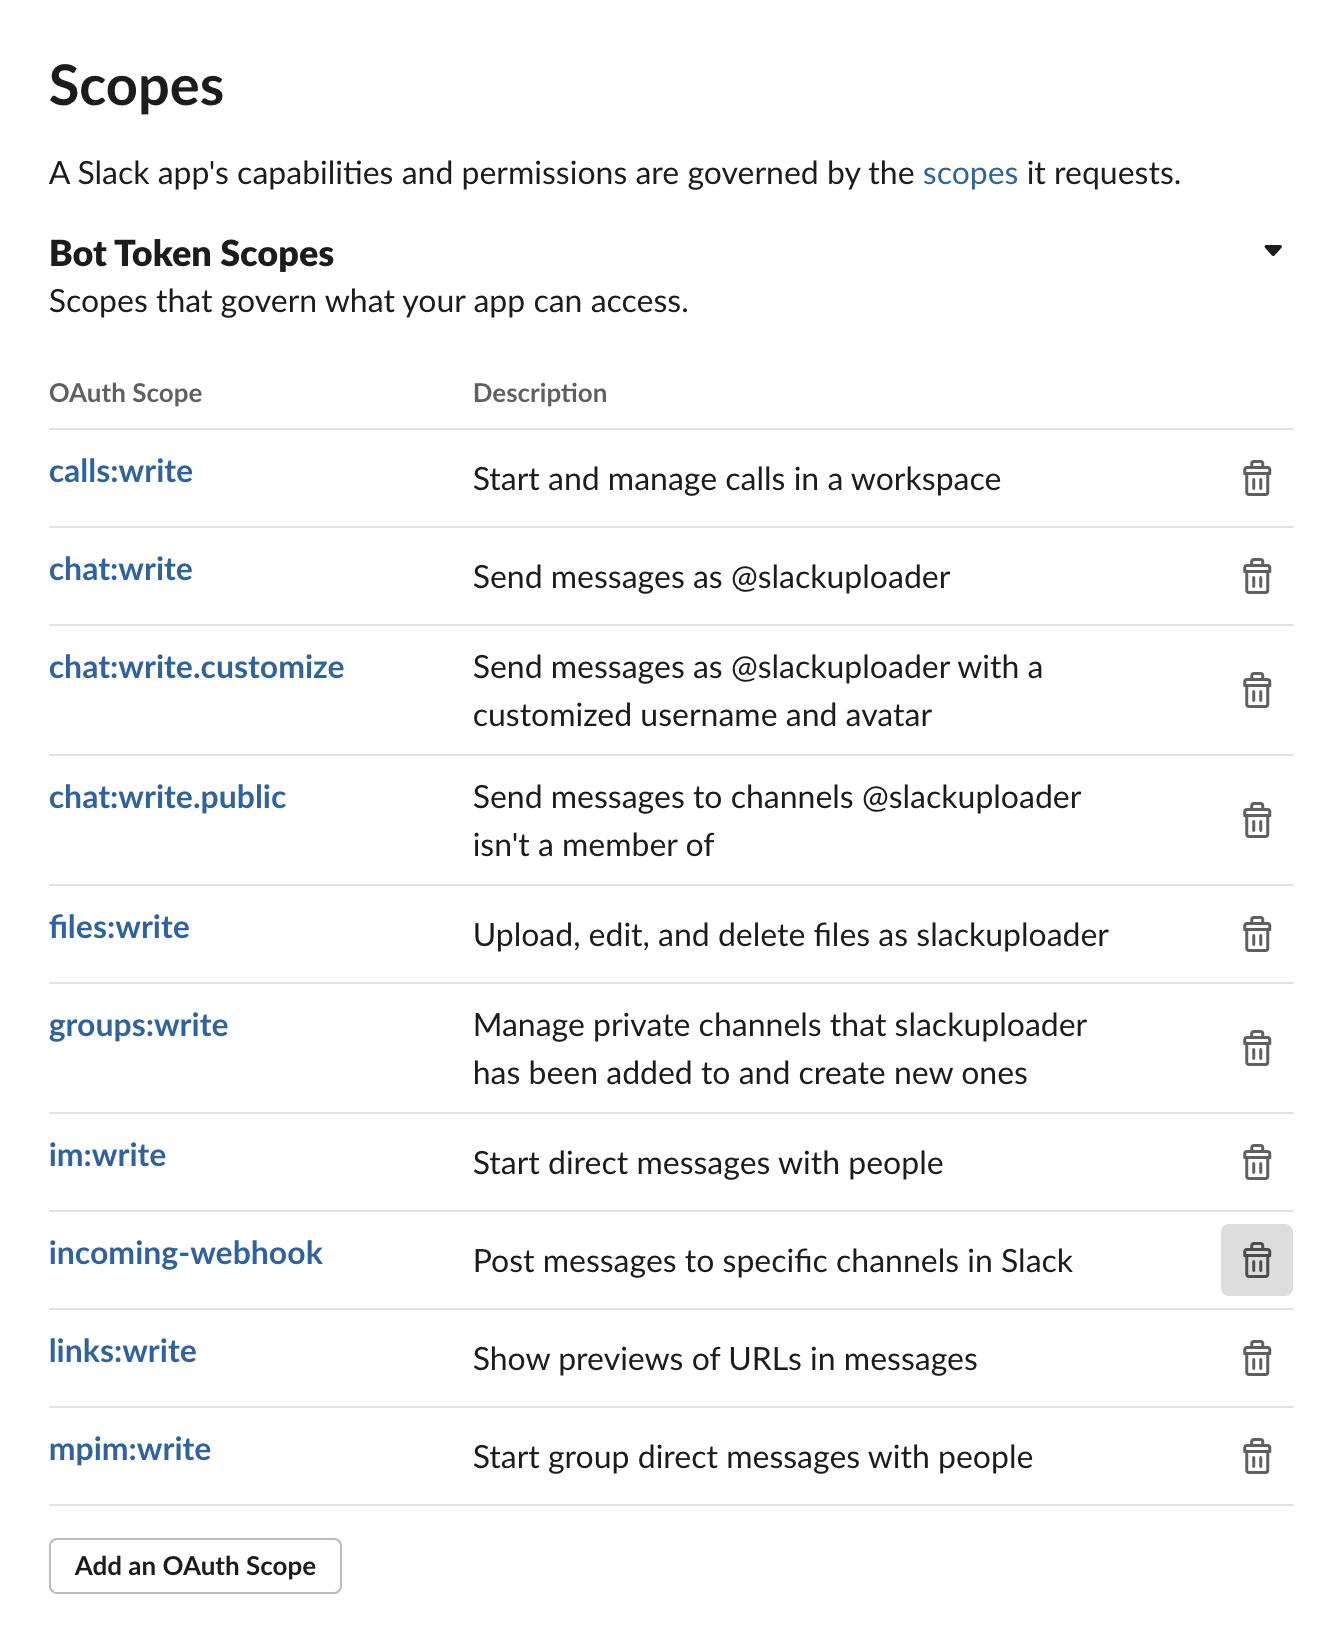 Scopes
A Slack app's capabilities and permissions are governed by the scopes it requests.
Bot Token Scopes
Scopes that govern what your app can access.
OAuth Scope Description
calls:write Start and manage calls in a workspace
chat:write Send messages as @slackuploader
chat:write.customize Send messages as @slackuploader with a
customized username and avatar
chat:write.public Send messages to channels @slackuploader
isn't a member of
files:write Upload, edit, and delete files as slackuploader
groups:write Manage private channels that slackuploader
has been added to and create new ones
im:write Start direct messages with people
incoming-webhook Post messages to specific channels in Slack
links:write Show previews of URLs in messages
mpim:write Start group direct messages with people
Add an OAuth Scope